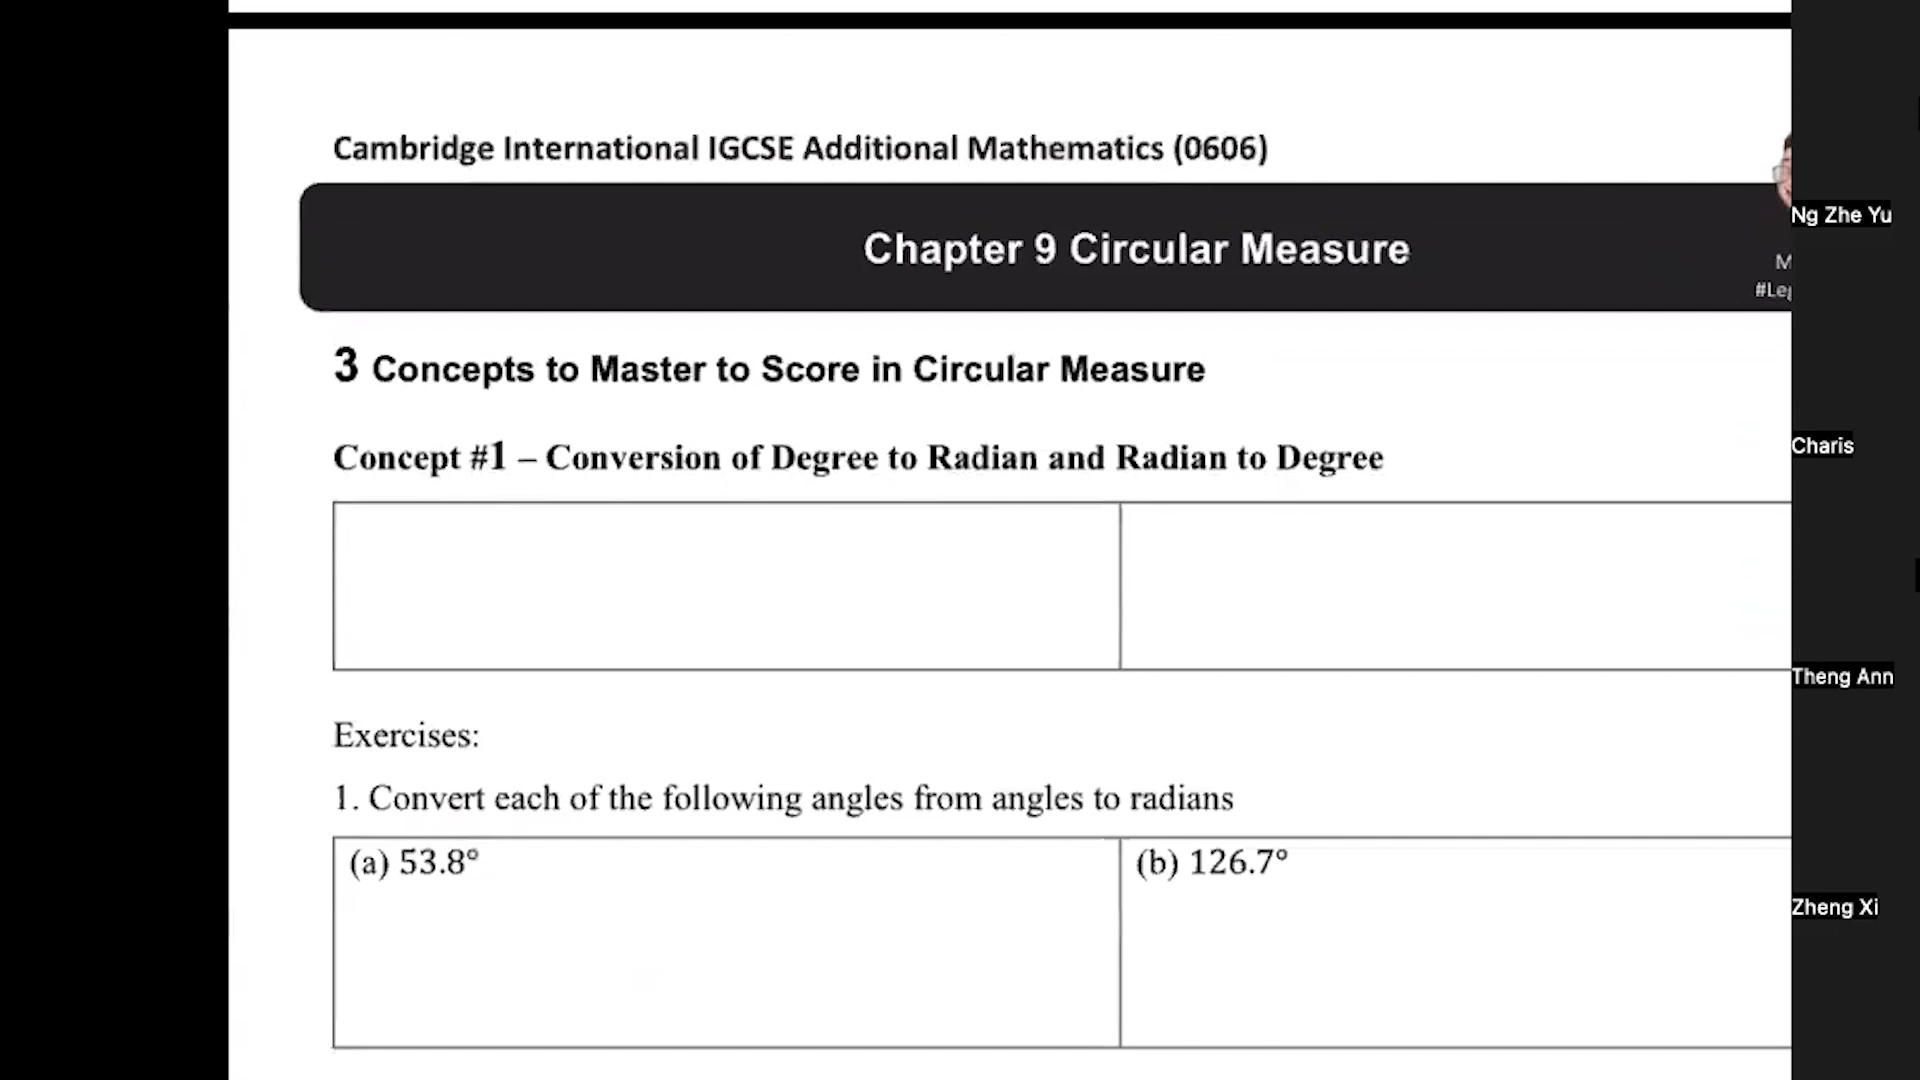 Cambridge International IGCSE Additional Mathematics (0606)
Chapter 9 Circular Measure
Ng Zhe Yu
M
#Leg
3 Concepts to Master to Score in Circular Measure
Concept #1 – Conversion of Degree to Radian and Radian to Degree
Charis
Theng Ann
Exercises:
1. Convert each of the following angles from angles to radians
(a) 53.8° (b) 126.7°
Zheng Xi